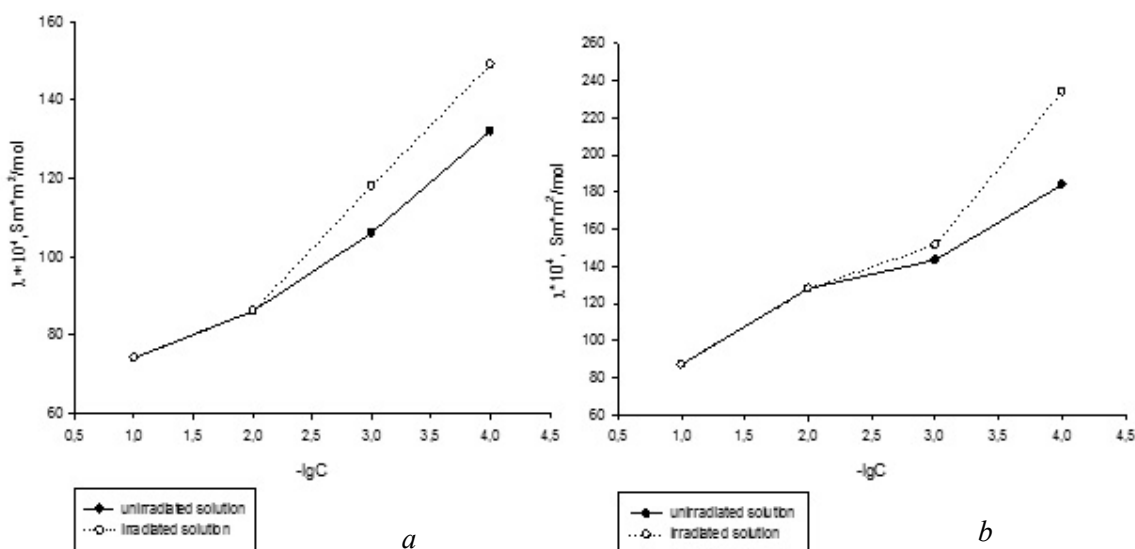 160
140
120
100
80
60
λ*10⁴, Sm*m²/mol
0,5 1,0 1,5 2,0 2,5 3,0 3,5 4,0 4,5
-lgC
unirradiated solution
irradiated solution
a
260
240
220
200
180
160
140
120
100
80
60
λ*10⁴, Sm*m²/mol
0,5 1,0 1,5 2,0 2,5 3,0 3,5 4,0 4,5
-lgC
unirradiated solution
irradiated solution
b